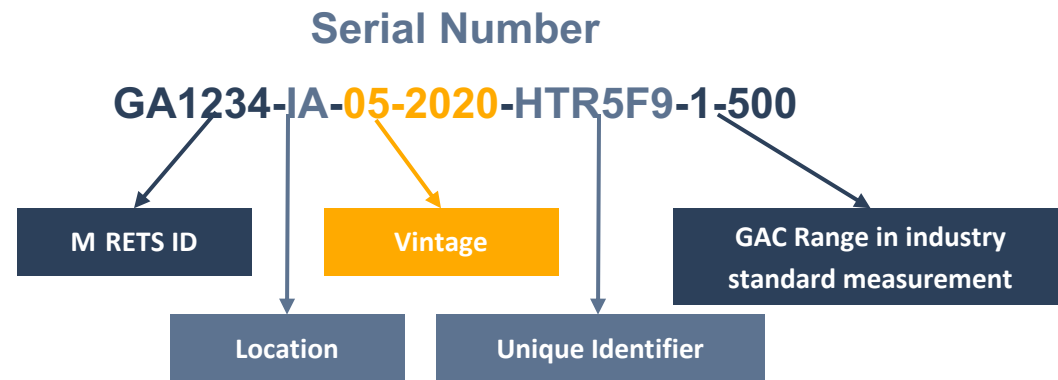 Serial Number
GA1234-IA-05-2020-HTR5F9-1-500
M RETS ID
Vintage
GAC Range in industry
standard measurement
Location
Unique Identifier